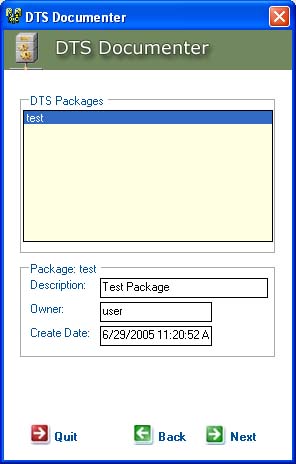 DTS Documenter
DTS Documenter
DTS Packages
test
Package: test
Description: Test Package
Owner: user
Create Date: 6/29/2005 11:20:52 A
Quit Back Next